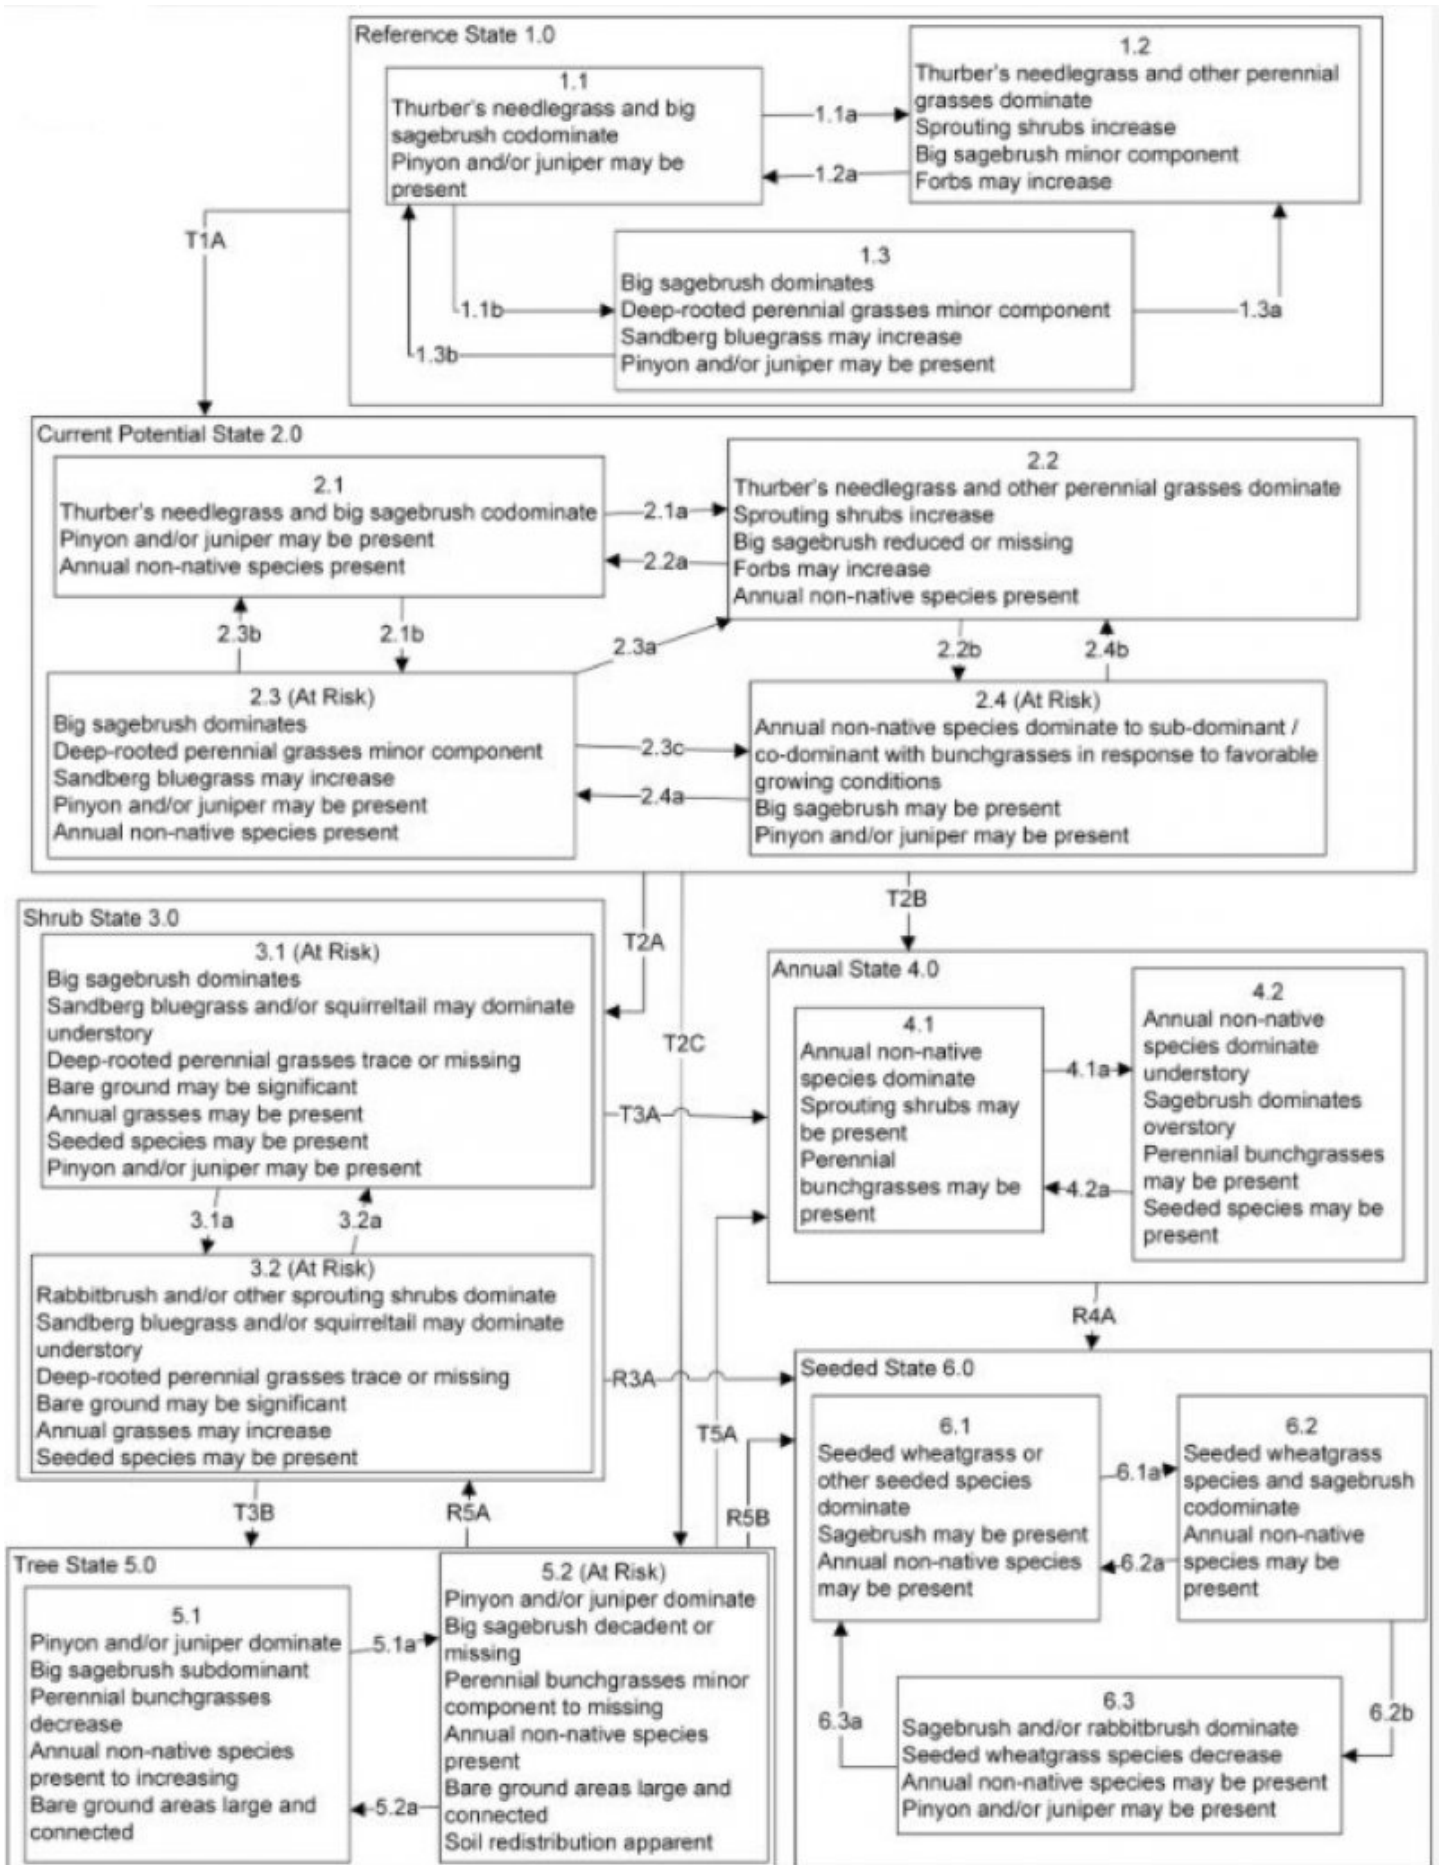 Reference State 1.0
1.1
Thurber's needlegrass and big
sagebrush codominate
Pinyon and/or juniper may be
present
1.1a
1.2a
1.2
Thurber's needlegrass and other perennial
grasses dominate
Sprouting shrubs increase
Big sagebrush minor component
Forbs may increase
T1A
1.1b
1.3b
1.3
Big sagebrush dominates
Deep-rooted perennial grasses minor component
Sandberg bluegrass may increase
Pinyon and/or juniper may be present
1.3a
Current Potential State 2.0
2.1
Thurber's needlegrass and big sagebrush codominate
Pinyon and/or juniper may be present
Annual non-native species present
2.1a
2.2a
2.2
Thurber's needlegrass and other perennial grasses dominate
Sprouting shrubs increase
Big sagebrush reduced or missing
Forbs may increase
Annual non-native species present
2.3b
2.1b
2.3a
2.2b
2.4b
2.3 (At Risk)
Big sagebrush dominates
Deep-rooted perennial grasses minor component
Sandberg bluegrass may increase
Pinyon and/or juniper may be present
Annual non-native species present
2.3c
2.4a
2.4 (At Risk)
Annual non-native species dominate to sub-dominant /
co-dominant with bunchgrasses in response to favorable
growing conditions
Big sagebrush may be present
Pinyon and/or juniper may be present
T2A
T2C
T2B
Shrub State 3.0
3.1 (At Risk)
Big sagebrush dominates
Sandberg bluegrass and/or squirreltail may dominate
understory
Deep-rooted perennial grasses trace or missing
Bare ground may be significant
Annual grasses may be present
Seeded species may be present
Pinyon and/or juniper may be present
3.1a
3.2a
3.2 (At Risk)
Rabbitbrush and/or other sprouting shrubs dominate
Sandberg bluegrass and/or squirreltail may dominate
understory
Deep-rooted perennial grasses trace or missing
Bare ground may be significant
Annual grasses may increase
Seeded species may be present
T3A
Annual State 4.0
4.1
Annual non-native
species dominate
Sprouting shrubs may
be present
Perennial
bunchgrasses may be
present
4.1a
4.2a
4.2
Annual non-native
species dominate
understory
Sagebrush dominates
overstory
Perennial bunchgrasses
may be present
Seeded species may be
present
R4A
R3A
T5A
R5B
T3B
R5A
Tree State 5.0
5.1
Pinyon and/or juniper dominate
Big sagebrush subdominant
Perennial bunchgrasses
decrease
Annual non-native species
present to increasing
Bare ground areas large and
connected
5.1a
5.2a
5.2 (At Risk)
Pinyon and/or juniper dominate
Big sagebrush decadent or
missing
Perennial bunchgrasses minor
component to missing
Annual non-native species
present
Bare ground areas large and
connected
Soil redistribution apparent
Seeded State 6.0
6.1
Seeded wheatgrass or
other seeded species
dominate
Sagebrush may be present
Annual non-native species
may be present
6.1a
6.2a
6.2
Seeded wheatgrass
species and sagebrush
codominate
Annual non-native
species may be
present
6.3a
6.2b
6.3
Sagebrush and/or rabbitbrush dominate
Seeded wheatgrass species decrease
Annual non-native species may be present
Pinyon and/or juniper may be present